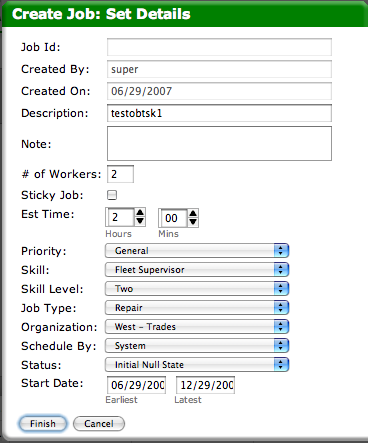 Create Job: Set Details
Job Id:
Created By: super
Created On: 06/29/2007
Description: testobtsk1
Note:
# of Workers: 2
Sticky Job:
Est Time: 2 00
Hours Mins
Priority: General
Skill: Fleet Supervisor
Skill Level: Two
Job Type: Repair
Organization: West - Trades
Schedule By: System
Status: Initial Null State
Start Date: 06/29/200 12/29/200
Earliest Latest
Finish Cancel